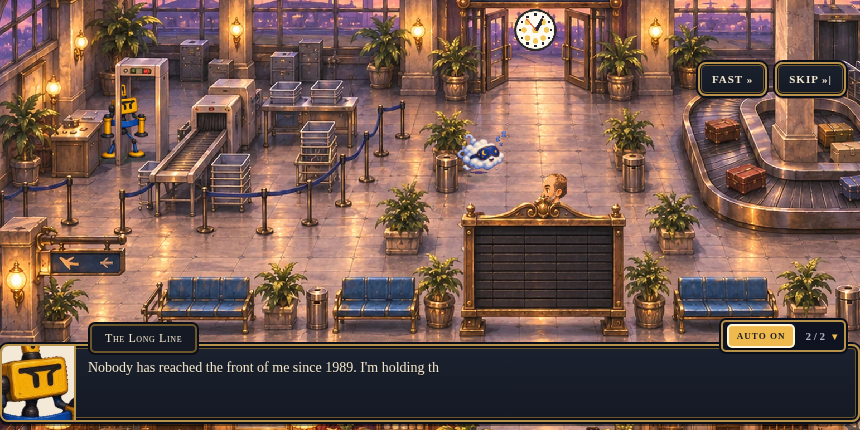 FAST »
SKIP »|
The Long Line
AUTO ON
2 / 2 ▼
Nobody has reached the front of me since 1989. I'm holding th